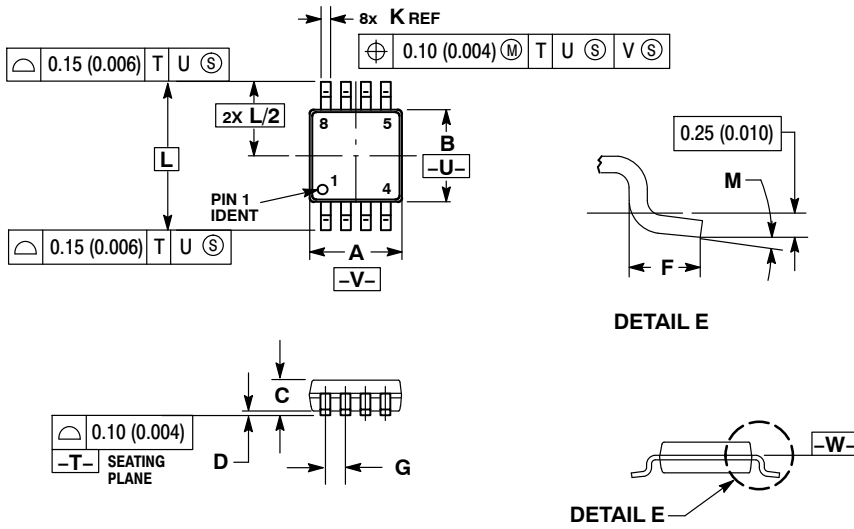 8x K REF
⌖ 0.10 (0.004) Ⓜ T U Ⓢ V Ⓢ
⌓ 0.15 (0.006) T U Ⓢ
2X L/2
8 5
B
–U–
L
PIN 1
IDENT
1
4
⌓ 0.15 (0.006) T U Ⓢ
A
–V–
0.25 (0.010)
M
F
DETAIL E
C
⌓ 0.10 (0.004)
–T– SEATING
PLANE
D
G
–W–
DETAIL E